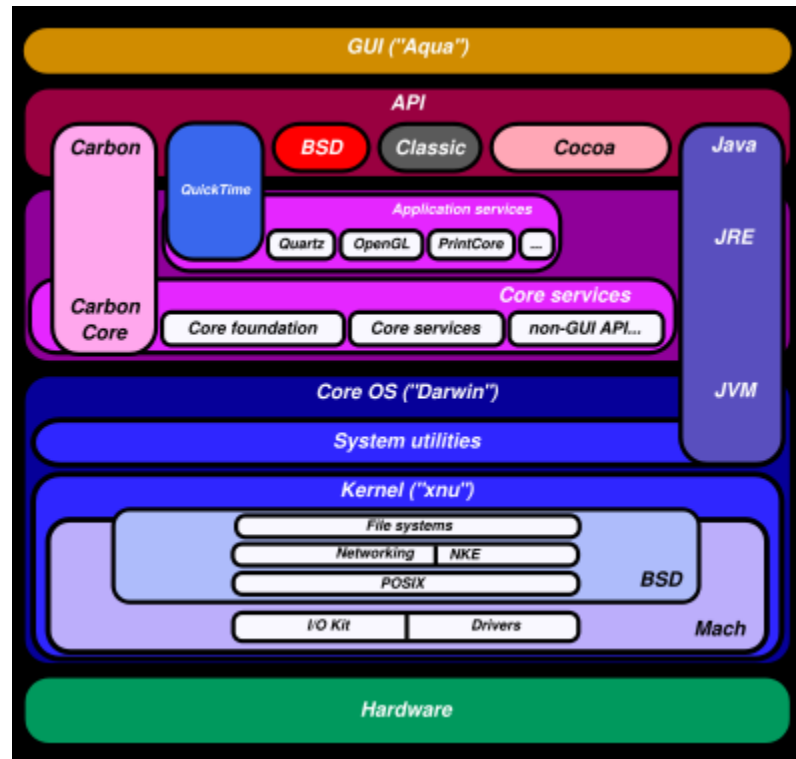 GUI ("Aqua")
API
Carbon
QuickTime
BSD
Classic
Cocoa
Java
Application services
Quartz
OpenGL
PrintCore
...
JRE
Core services
Carbon
Core
Core foundation
Core services
non-GUI API...
Core OS ("Darwin")
JVM
System utilities
Kernel ("xnu")
File systems
Networking
NKE
POSIX
BSD
I/O Kit
Drivers
Mach
Hardware